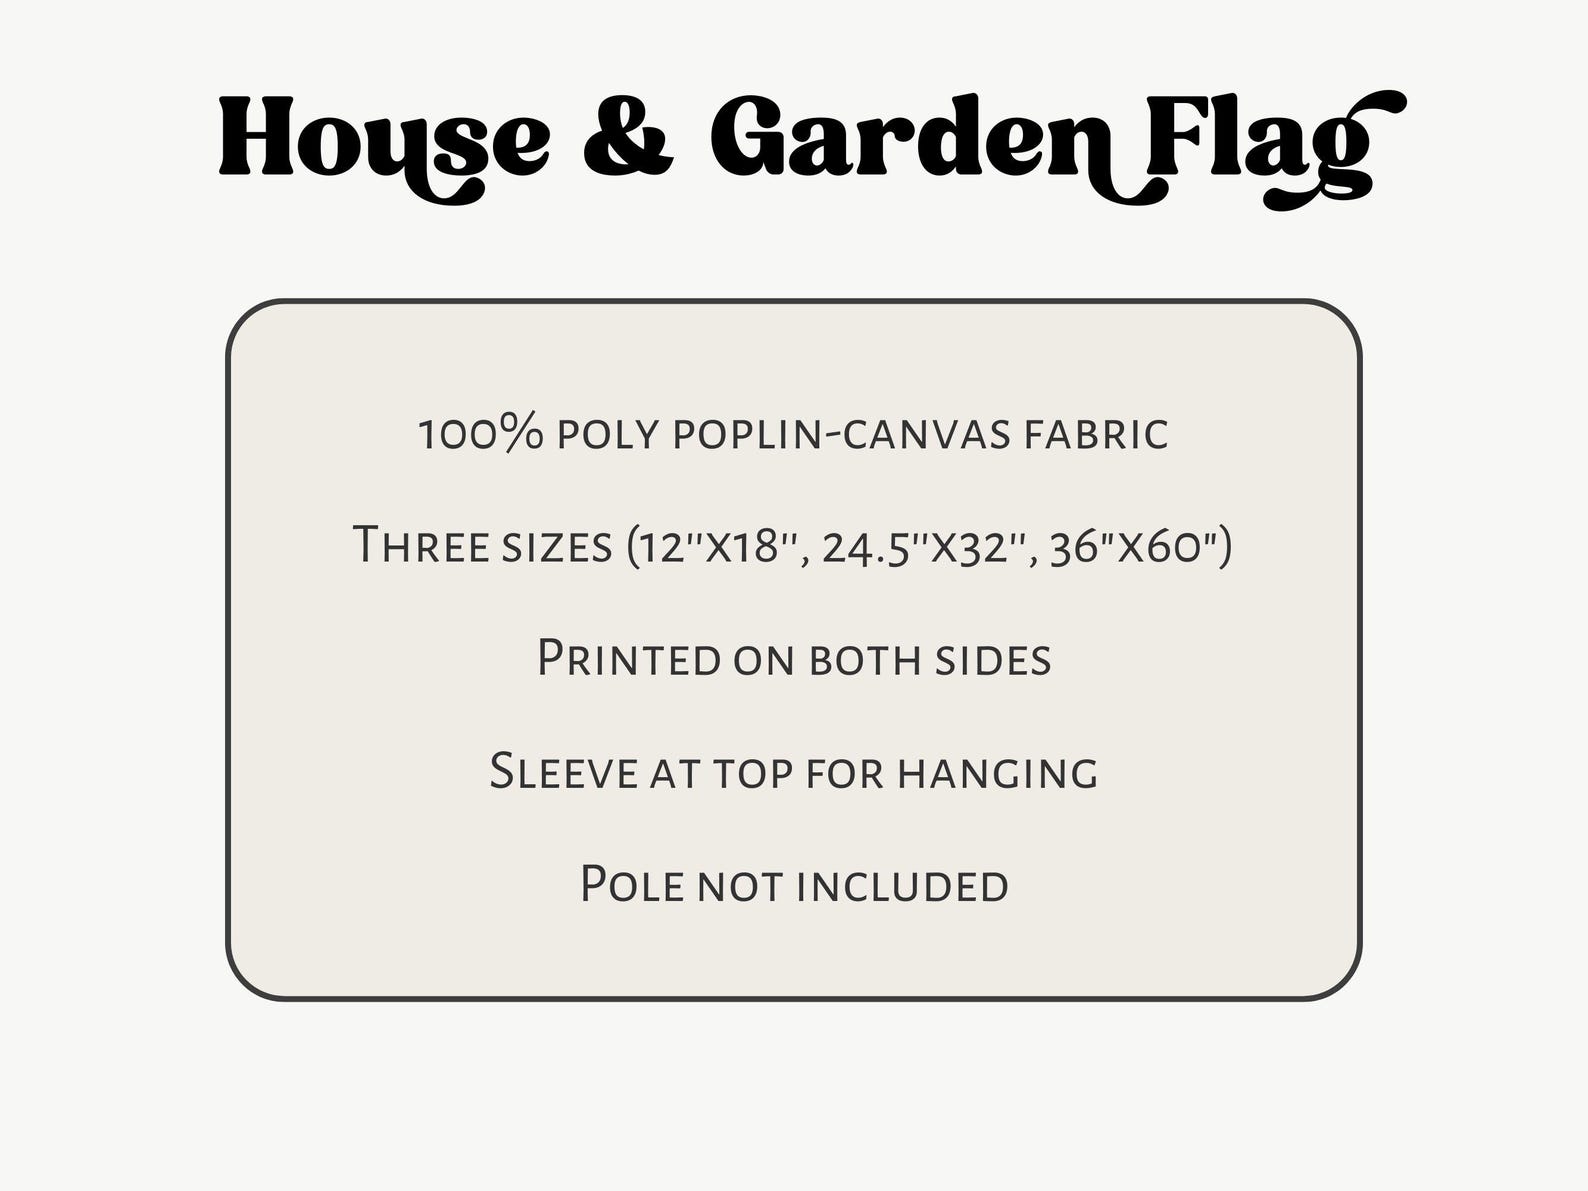 House & Garden Flag
100% poly poplin-canvas fabric
Three sizes (12''x18'', 24.5''x32'', 36"x60")
Printed on both sides
Sleeve at top for hanging
Pole not included